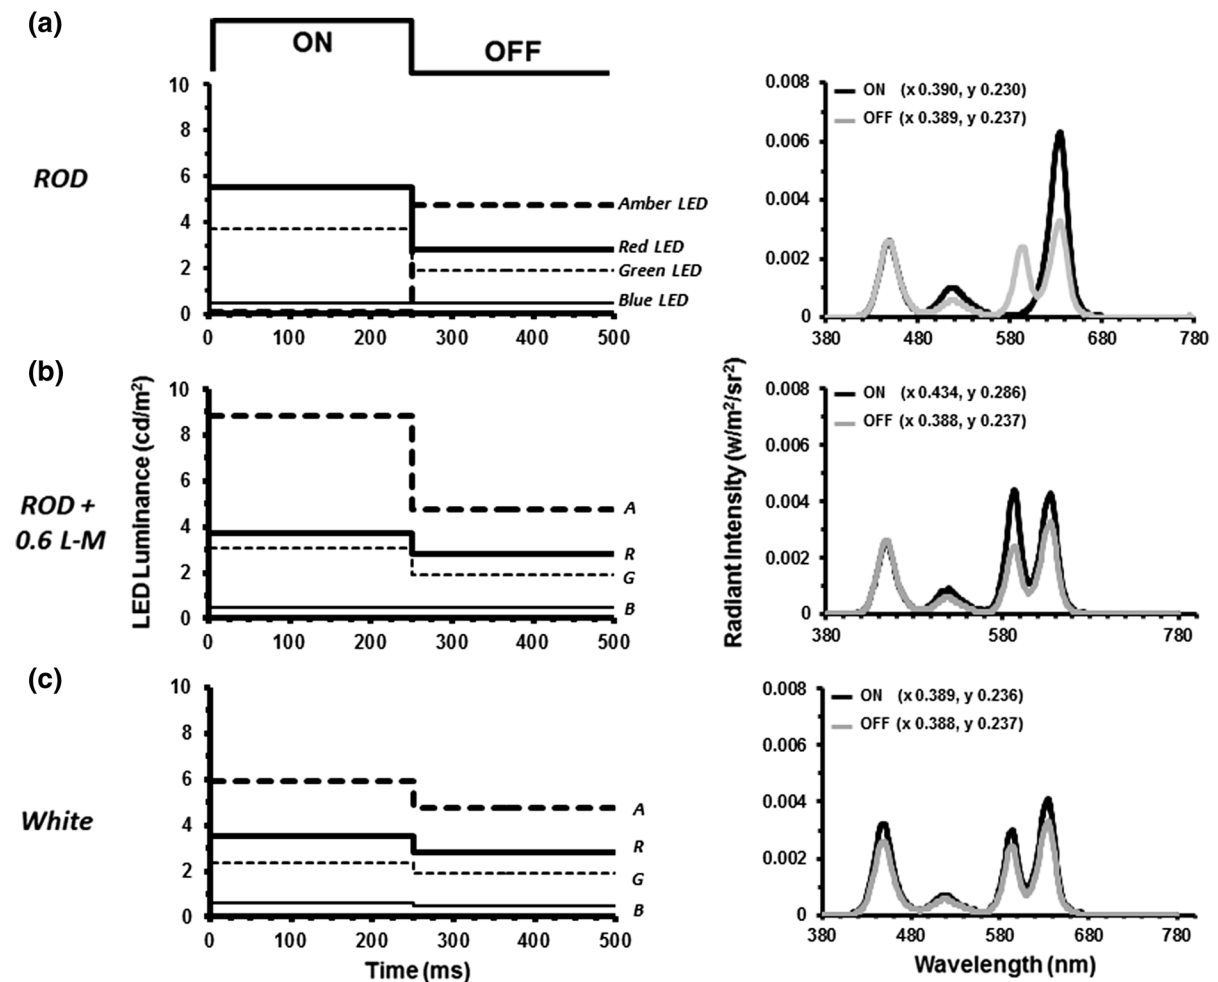 (a)
ON
OFF
ROD
10
8
6
4
2
0
Amber LED
Red LED
Green LED
Blue LED
0 100 200 300 400 500
0.008
0.006
0.004
0.002
0
ON (x 0.390, y 0.230)
OFF (x 0.389, y 0.237)
380 480 580 680 780
(b)
ROD +
0.6 L-M
LED Luminance (cd/m²)
10
8
6
4
2
0
A
R
G
B
0 100 200 300 400 500
Radiant Intensity (w/m²/sr²)
0.008
0.006
0.004
0.002
0
ON (x 0.434, y 0.286)
OFF (x 0.388, y 0.237)
380 580 780
(c)
White
10
8
6
4
2
0
A
R
G
B
0 100 200 300 400 500
Time (ms)
0.008
0.006
0.004
0.002
0
ON (x 0.389, y 0.236)
OFF (x 0.388, y 0.237)
380 480 580 680 780
Wavelength (nm)